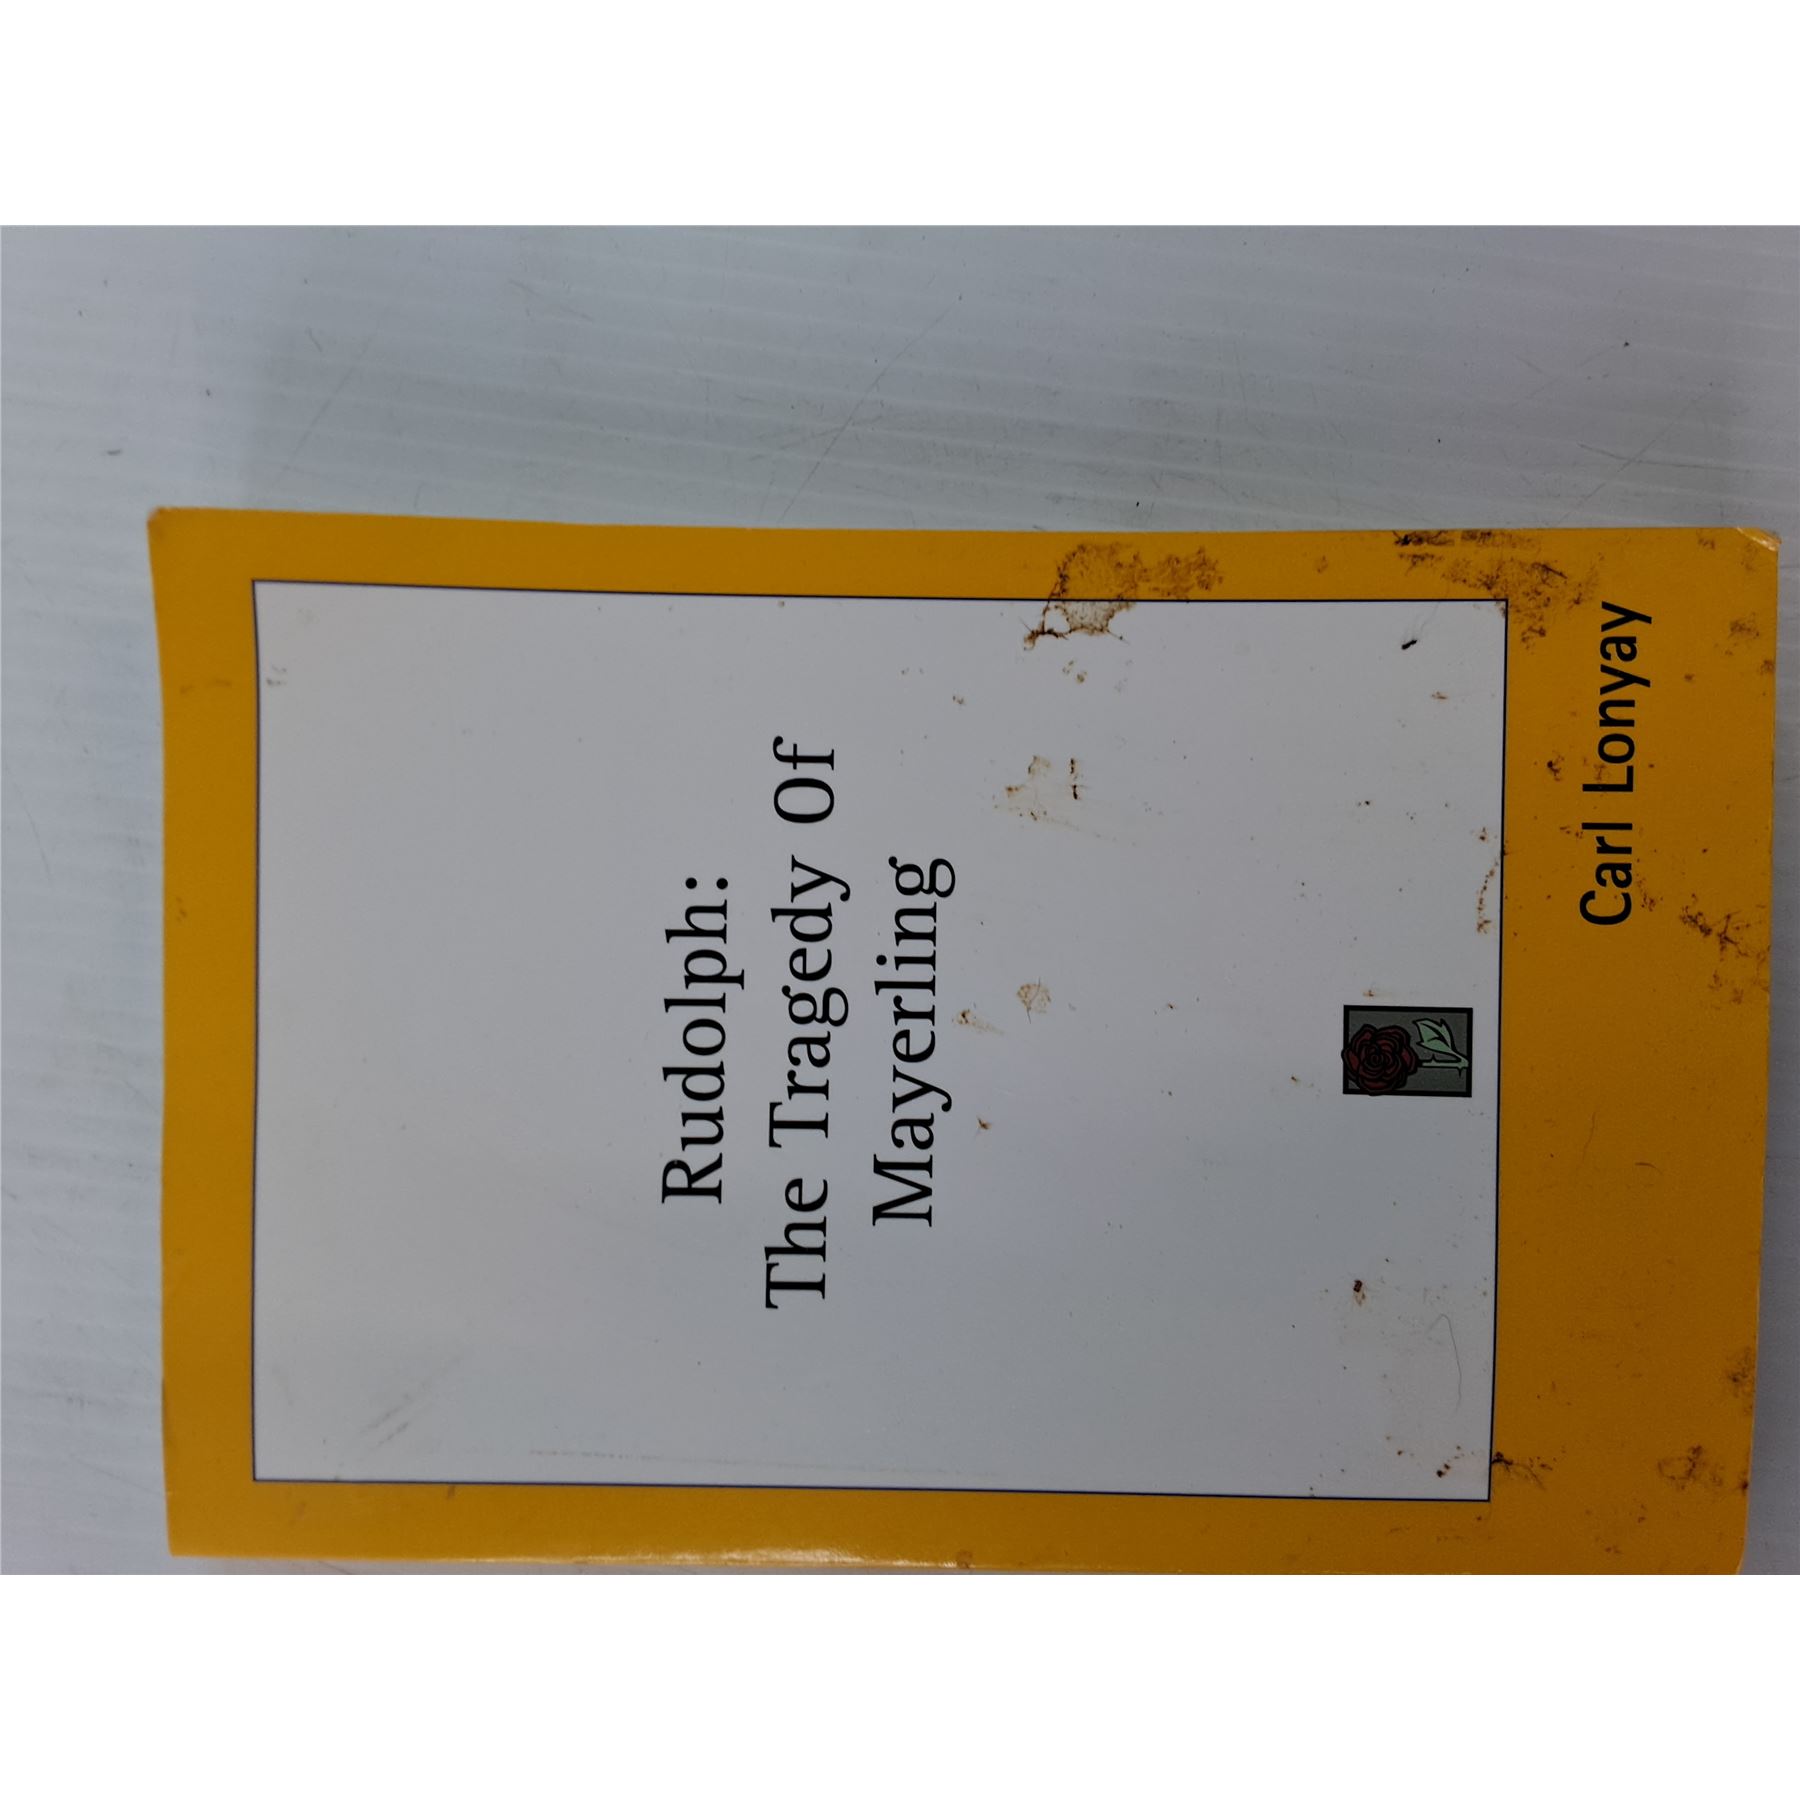 Rudolph:
The Tragedy Of
Mayerling
Carl Lonyay